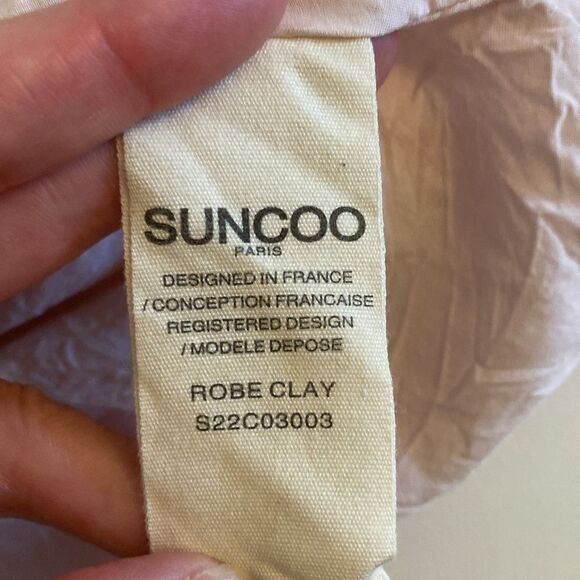 SUNCOO
PARIS
DESIGNED IN FRANCE
/ CONCEPTION FRANCAISE
REGISTERED DESIGN
/ MODELE DEPOSE
ROBE CLAY
S22C03003